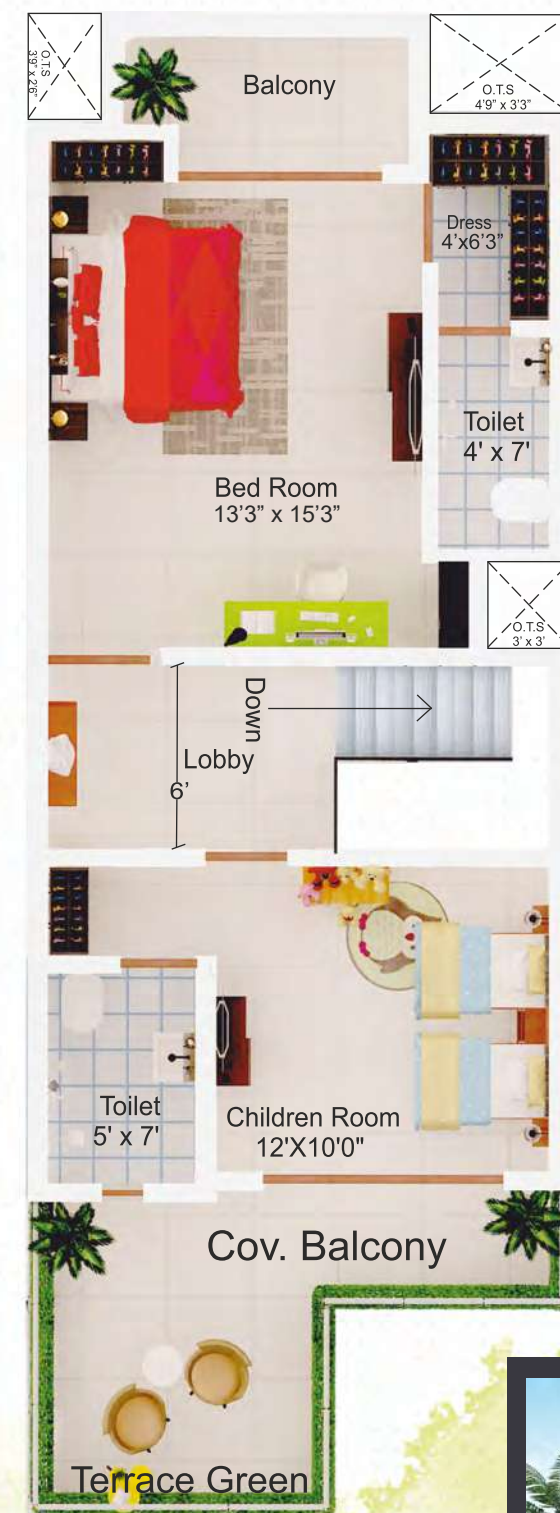 O.T.S
3'9" x 2'6"
Balcony
O.T.S
4'9" x 3'3"
Dress
4'x6'3"
Toilet
4' x 7'
Bed Room
13'3" x 15'3"
O.T.S
3' x 3'
Down
Lobby
6'
Toilet
5' x 7'
Children Room
12'X10'0"
Cov. Balcony
Terrace Green